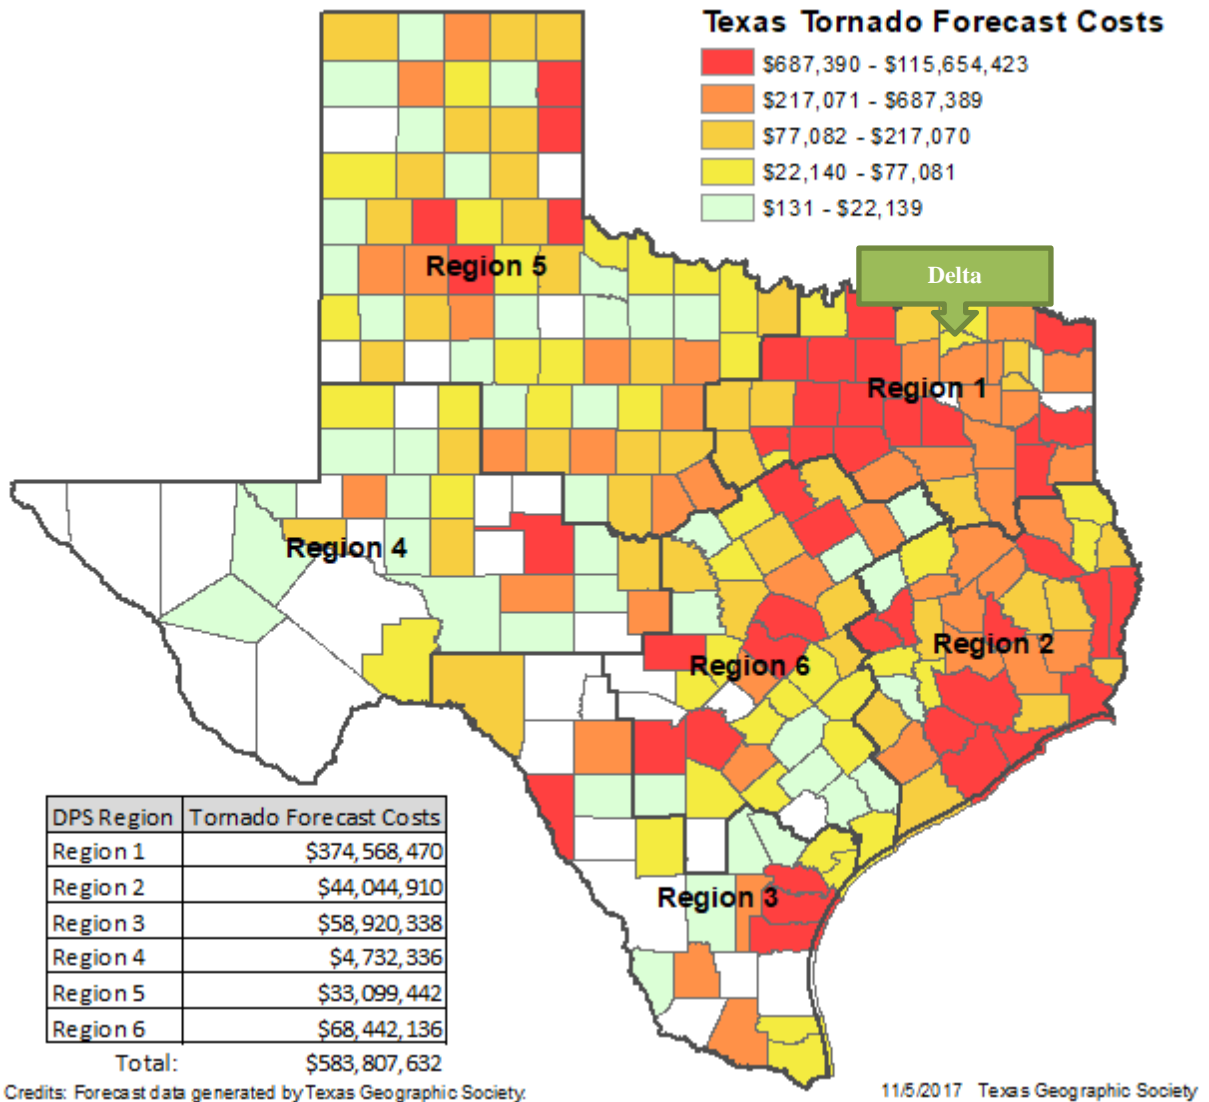 Texas Tornado Forecast Costs
$687,390 - $115,654,423
$217,071 - $687,389
$77,082 - $217,070
$22,140 - $77,081
$131 - $22,139
Delta
Region 5
Region 1
Region 4
Region 2
Region 6
Region 3
DPS Region Tornado Forecast Costs
Region 1 $374,568,470
Region 2 $44,044,910
Region 3 $58,920,338
Region 4 $4,732,336
Region 5 $33,099,442
Region 6 $68,442,136
Total: $583,807,632
Credits: Forecast data generated by Texas Geographic Society.
11/5/2017 Texas Geographic Society